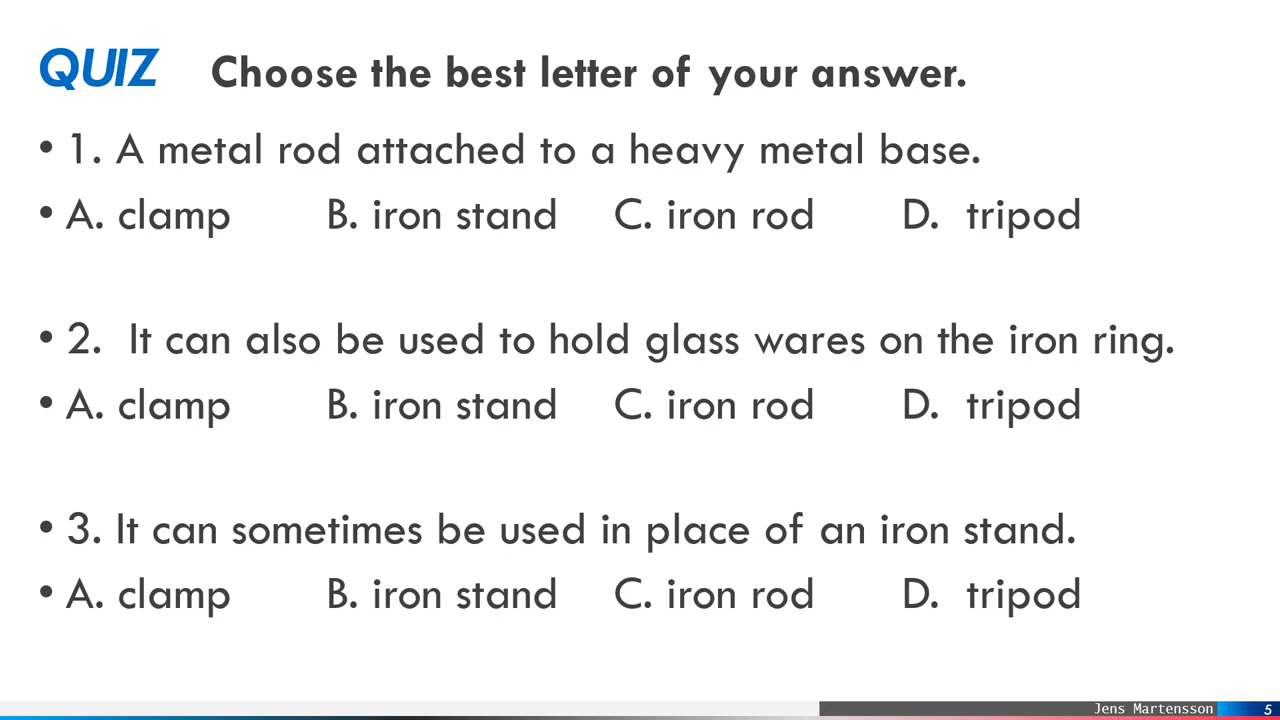 QUIZ Choose the best letter of your answer.
• 1. A metal rod attached to a heavy metal base.
• A. clamp B. iron stand C. iron rod D. tripod
• 2. It can also be used to hold glass wares on the iron ring.
• A. clamp B. iron stand C. iron rod D. tripod
• 3. It can sometimes be used in place of an iron stand.
• A. clamp B. iron stand C. iron rod D. tripod
Jens Martensson 5